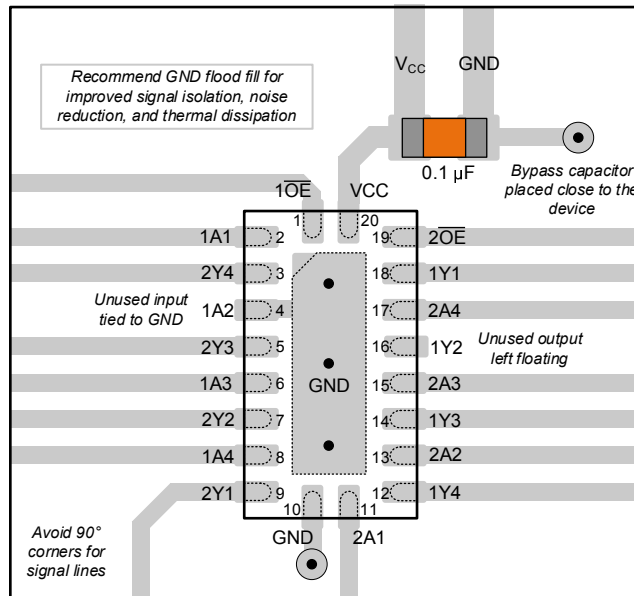 Recommend GND flood fill for
improved signal isolation, noise
reduction, and thermal dissipation
V_CC GND
0.1 µF
Bypass capacitor
placed close to the
device
1O̅E̅ VCC
1 20
1A1 2 19 2O̅E̅
2Y4 3 18 1Y1
Unused input
tied to GND
1A2 4 17 2A4
2Y3 5 16 1Y2
Unused output
left floating
1A3 6 GND 15 2A3
2Y2 7 14 1Y3
1A4 8 13 2A2
2Y1 9 12 1Y4
10 11
GND 2A1
Avoid 90°
corners for
signal lines